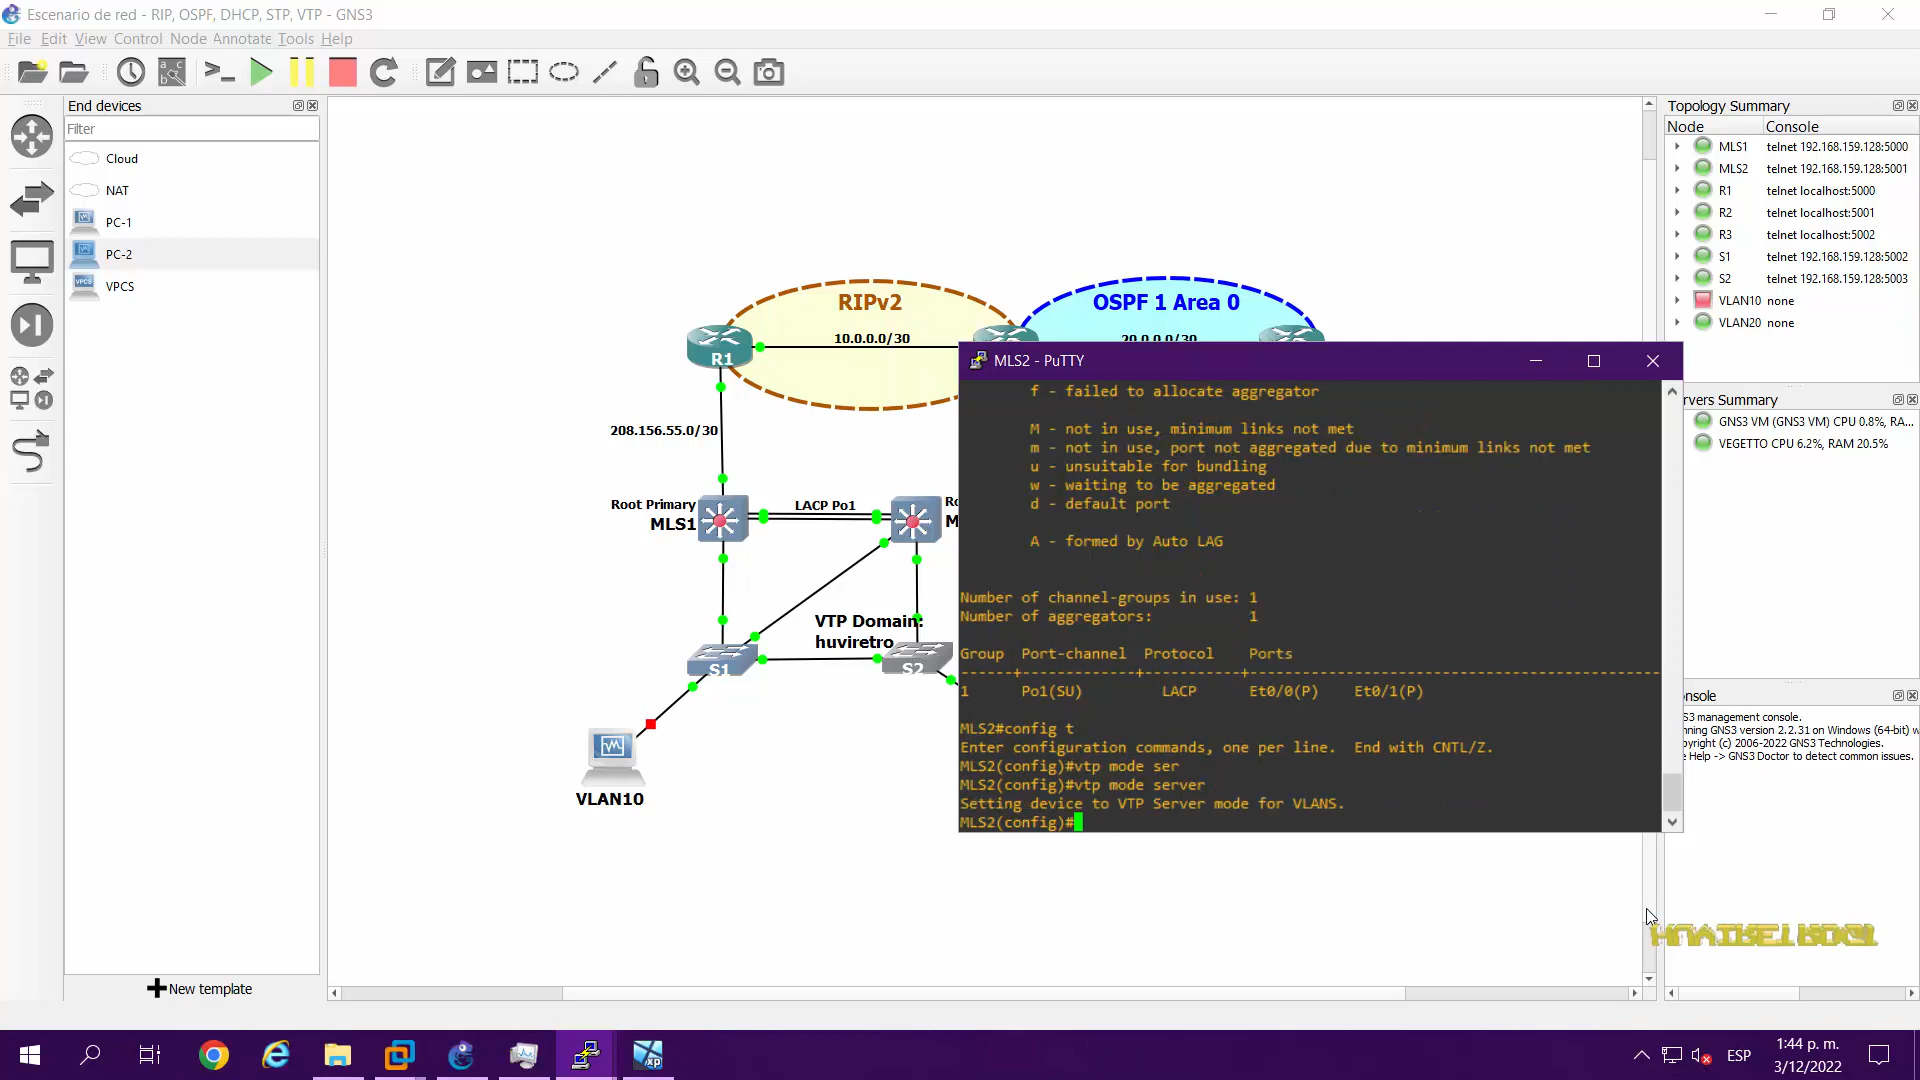 Escenario de red - RIP, OSPF, DHCP, STP, VTP - GNS3
File Edit View Control Node Annotate Tools Help
End devices
Filter
Cloud
NAT
PC-1
PC-2
VPCS
New template
RIPv2
10.0.0.0/30
OSPF 1 Area 0
20.0.0.0/30
R1
208.156.55.0/30
Root Primary
MLS1
LACP Po1
VTP Domain:
huviretro
S1
S2
VLAN10
MLS2 - PuTTY
f - failed to allocate aggregator
M - not in use, minimum links not met
m - not in use, port not aggregated due to minimum links not met
u - unsuitable for bundling
w - waiting to be aggregated
d - default port
A - formed by Auto LAG
Number of channel-groups in use: 1
Number of aggregators: 1
Group Port-channel Protocol Ports
------+-------------+-----------+-----------------------------------------------
1 Po1(SU) LACP Et0/0(P) Et0/1(P)
MLS2#config t
Enter configuration commands, one per line. End with CNTL/Z.
MLS2(config)#vtp mode ser
MLS2(config)#vtp mode server
Setting device to VTP Server mode for VLANS.
MLS2(config)#
Topology Summary
Node Console
MLS1 telnet 192.168.159.128:5000
MLS2 telnet 192.168.159.128:5001
R1 telnet localhost:5000
R2 telnet localhost:5001
R3 telnet localhost:5002
S1 telnet 192.168.159.128:5002
S2 telnet 192.168.159.128:5003
VLAN10 none
VLAN20 none
rvers Summary
GNS3 VM (GNS3 VM) CPU 0.8%, RA...
VEGETTO CPU 6.2%, RAM 20.5%
nsole
S3 management console.
nning GNS3 version 2.2.31 on Windows (64-bit) w
pyright (c) 2006-2022 GNS3 Technologies.
e Help -> GNS3 Doctor to detect common issues.
ESP
1:44 p. m.
3/12/2022